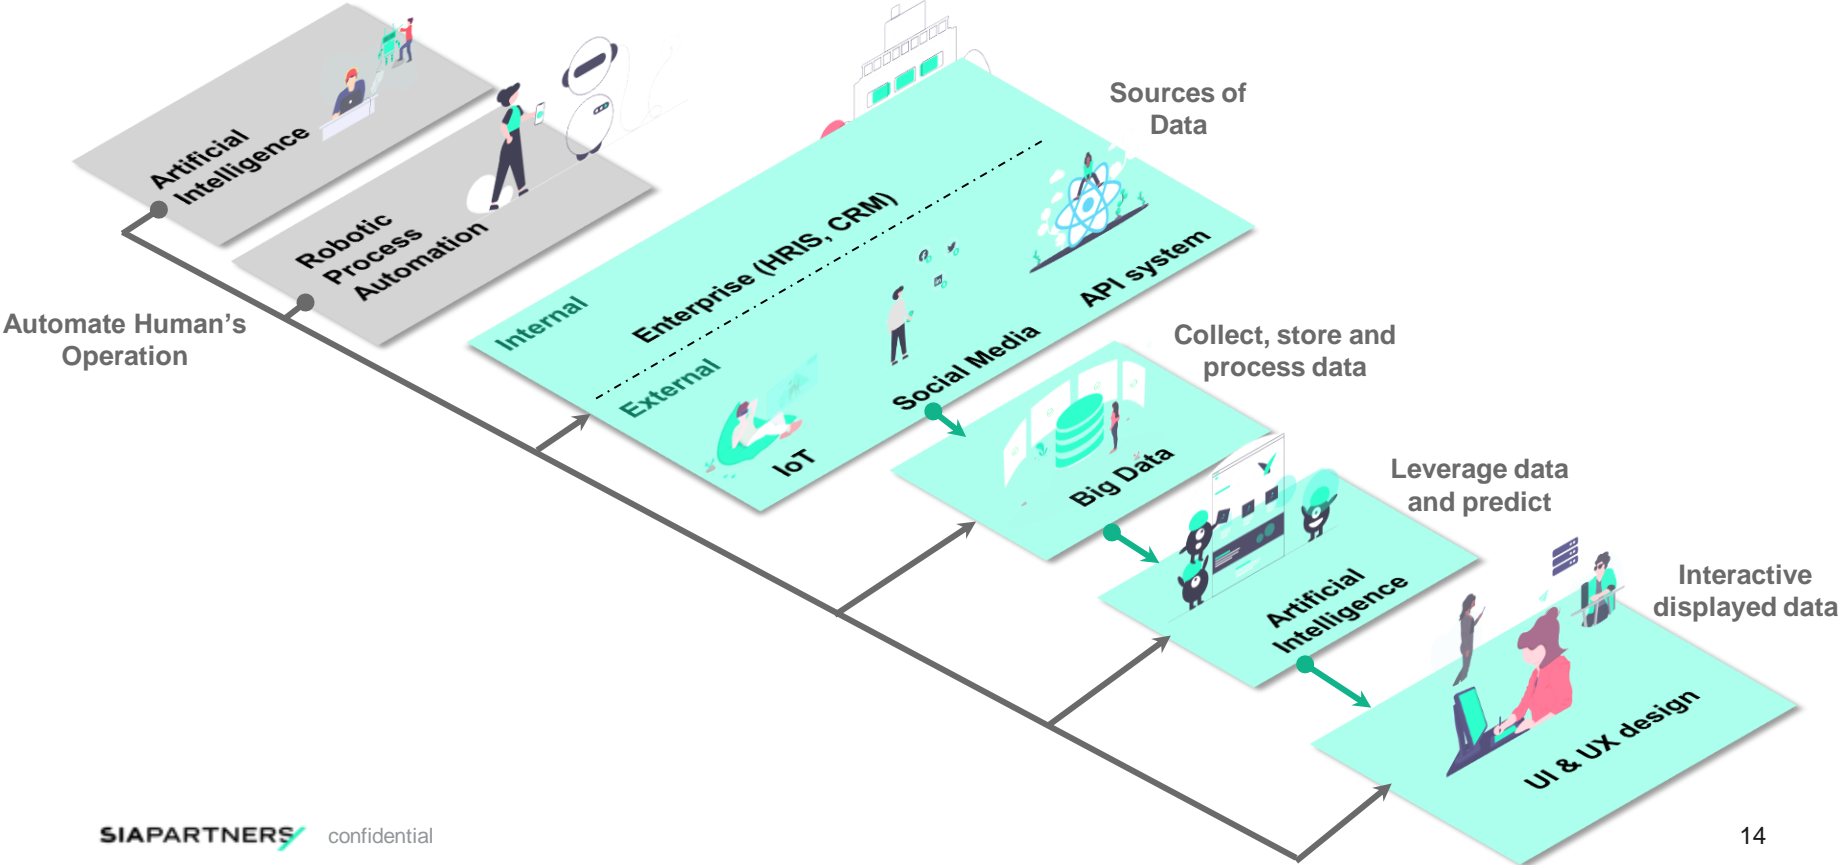 Artificial
Intelligence
Robotic
Process
Automation
Automate Human's
Operation
Sources of
Data
Internal
Enterprise (HRIS, CRM)
External
IoT
Social Media
API system
Collect, store and
process data
Big Data
Leverage data
and predict
Artificial
Intelligence
Interactive
displayed data
UI & UX design
SIAPARTNERS
confidential
14